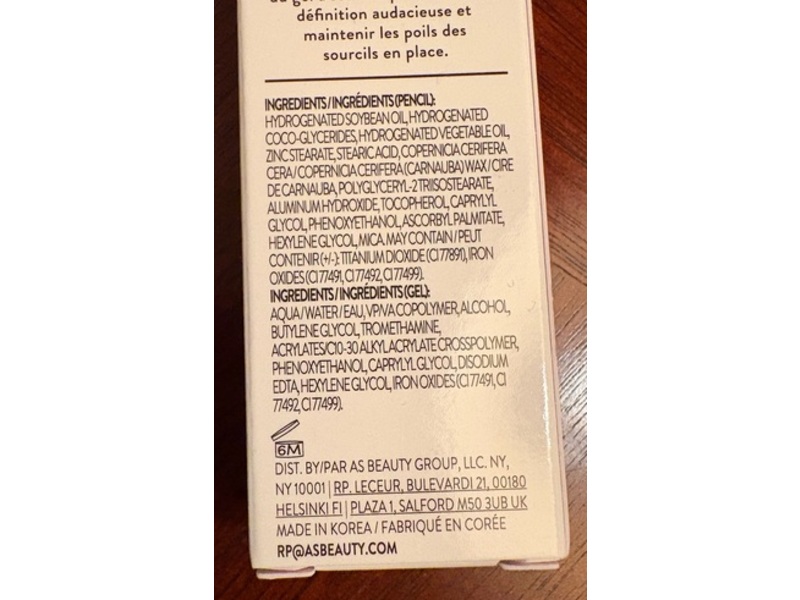 définition audacieuse et
maintenir les poils des
sourcils en place.
INGREDIENTS / INGRÉDIENTS (PENCIL):
HYDROGENATED SOYBEAN OIL, HYDROGENATED
COCO-GLYCERIDES, HYDROGENATED VEGETABLE OIL,
ZINC STEARATE, STEARIC ACID, COPERNICIA CERIFERA
CERA / COPERNICIA CERIFERA (CARNAUBA) WAX / CIRE
DE CARNAUBA, POLYGLYCERYL-2 TRIISOSTEARATE,
ALUMINUM HYDROXIDE, TOCOPHEROL, CAPRYLYL
GLYCOL, PHENOXYETHANOL, ASCORBYL PALMITATE,
HEXYLENE GLYCOL, MICA. MAY CONTAIN / PEUT
CONTENIR (+/-): TITANIUM DIOXIDE (CI 77891), IRON
OXIDES (CI 77491, CI 77492, CI 77499).
INGREDIENTS / INGRÉDIENTS (GEL):
AQUA / WATER / EAU, VP/VA COPOLYMER, ALCOHOL,
BUTYLENE GLYCOL, TROMETHAMINE,
ACRYLATES/C10-30 ALKYL ACRYLATE CROSSPOLYMER,
PHENOXYETHANOL, CAPRYLYL GLYCOL, DISODIUM
EDTA, HEXYLENE GLYCOL, IRON OXIDES (CI 77491, CI
77492, CI 77499).
6M
DIST. BY/PAR AS BEAUTY GROUP, LLC. NY,
NY 10001 | RP. LECEUR, BULEVARDI 21, 00180
HELSINKI FI | PLAZA 1, SALFORD M50 3UB UK
MADE IN KOREA / FABRIQUÉ EN CORÉE
RP@ASBEAUTY.COM